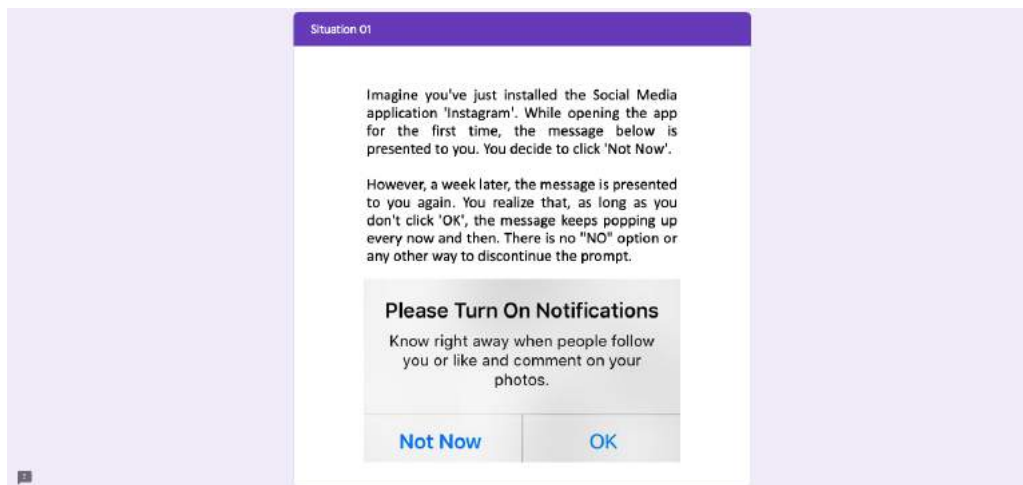 Situation 01
Imagine you've just installed the Social Media
application 'Instagram'. While opening the app
for the first time, the message below is
presented to you. You decide to click 'Not Now'.
However, a week later, the message is presented
to you again. You realize that, as long as you
don't click 'OK', the message keeps popping up
every now and then. There is no "NO" option or
any other way to discontinue the prompt.
Please Turn On Notifications
Know right away when people follow
you or like and comment on your
photos.
Not Now
OK